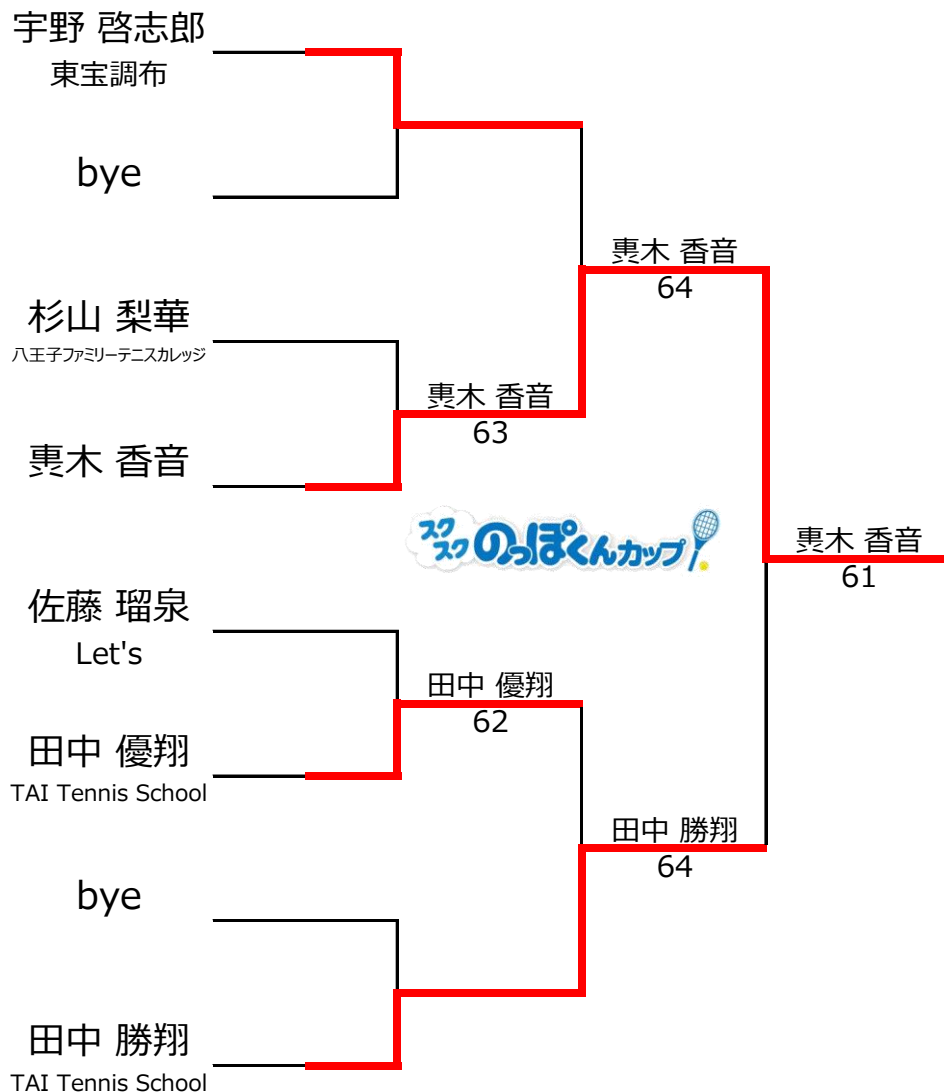 宇野 啓志郎
東宝調布
bye
惠木 香音
64
杉山 梨華
八王子ファミリーテニスカレッジ
惠木 香音
63
惠木 香音
スクスクのっぽくんカップ
惠木 香音
61
佐藤 瑠泉
Let's
田中 優翔
62
田中 優翔
TAI Tennis School
田中 勝翔
64
bye
田中 勝翔
TAI Tennis School